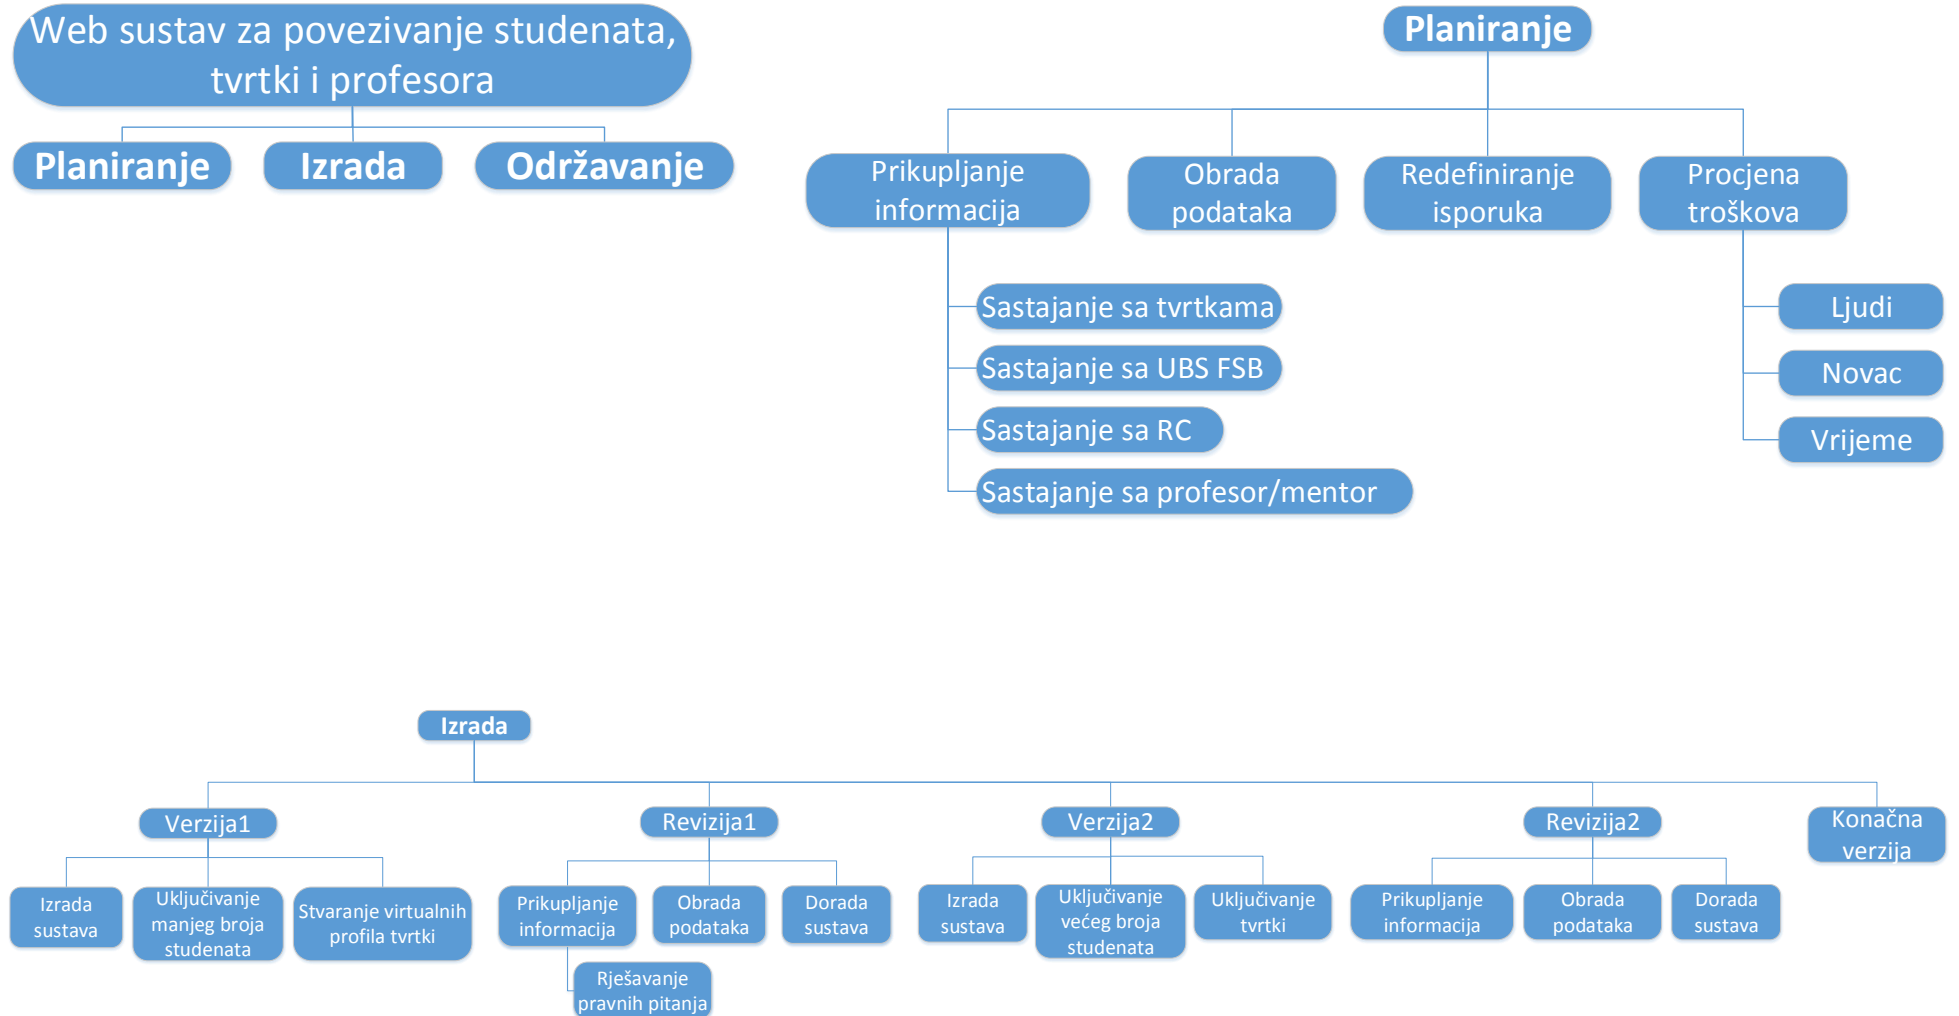 Web sustav za povezivanje studenata,
tvrtki i profesora
Planiranje
Izrada
Održavanje
Planiranje
Prikupljanje
informacija
Obrada
podataka
Redefiniranje
isporuka
Procjena
troškova
Sastajanje sa tvrtkama
Sastajanje sa UBS FSB
Sastajanje sa RC
Sastajanje sa profesor/mentor
Ljudi
Novac
Vrijeme
Izrada
Verzija1
Revizija1
Verzija2
Revizija2
Konačna
verzija
Izrada
sustava
Uključivanje
manjeg broja
studenata
Stvaranje virtualnih
profila tvrtki
Prikupljanje
informacija
Obrada
podataka
Dorada
sustava
Izrada
sustava
Uključivanje
većeg broja
studenata
Uključivanje
tvrtki
Prikupljanje
informacija
Obrada
podataka
Dorada
sustava
Rješavanje
pravnih pitanja